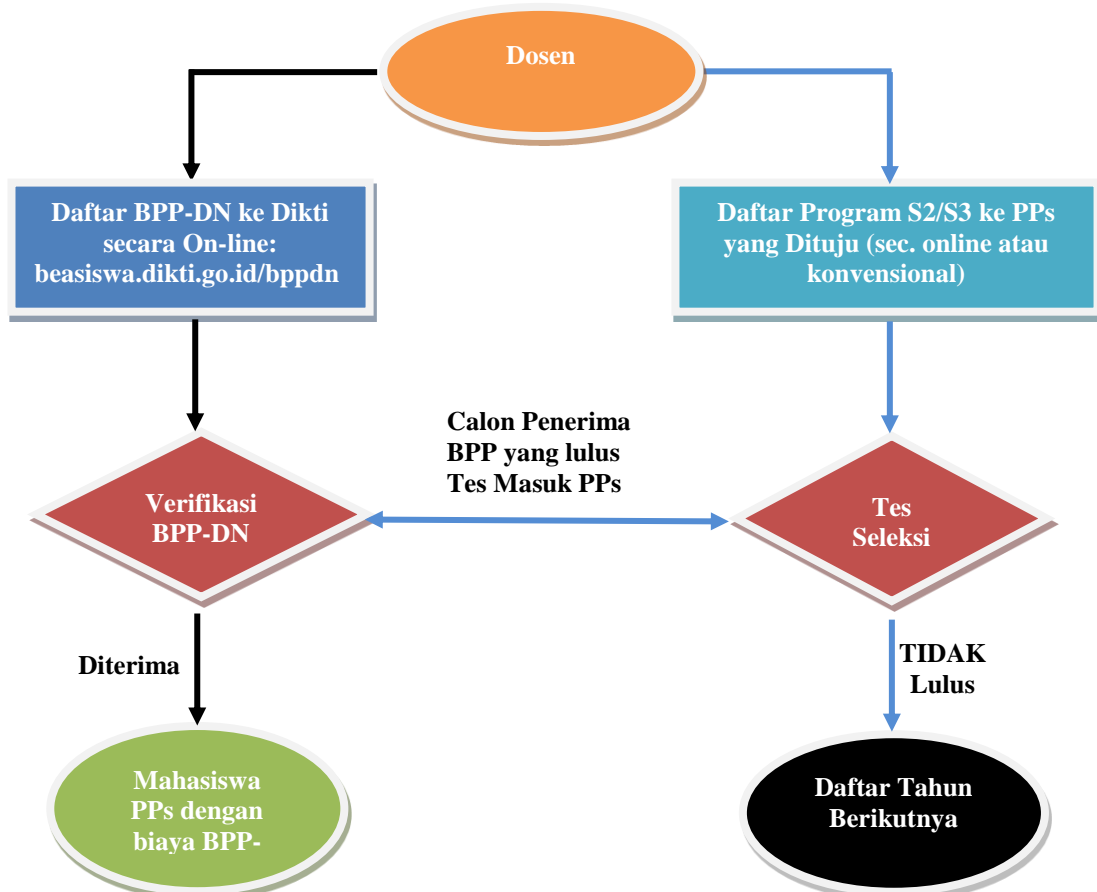 Dosen
Daftar BPP-DN ke Dikti
secara On-line:
beasiswa.dikti.go.id/bppdn
Daftar Program S2/S3 ke PPs
yang Dituju (sec. online atau
konvensional)
Calon Penerima
BPP yang lulus
Tes Masuk PPs
Verifikasi
BPP-DN
Tes
Seleksi
Diterima
TIDAK
Lulus
Mahasiswa
PPs dengan
biaya BPP-
Daftar Tahun
Berikutnya